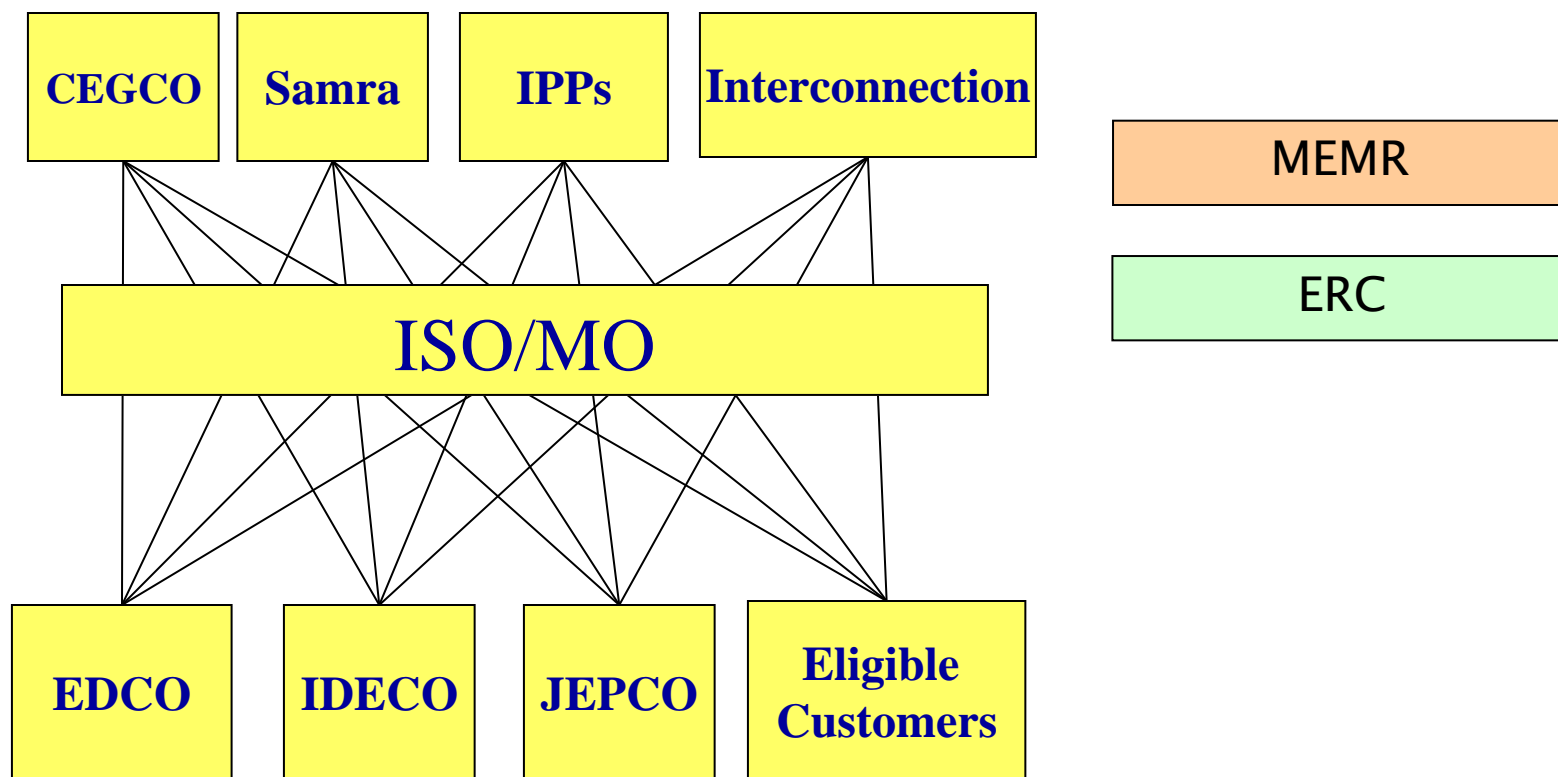 CEGCO
Samra
IPPs
Interconnection
MEMR
ERC
ISO/MO
EDCO
IDECO
JEPCO
Eligible
Customers